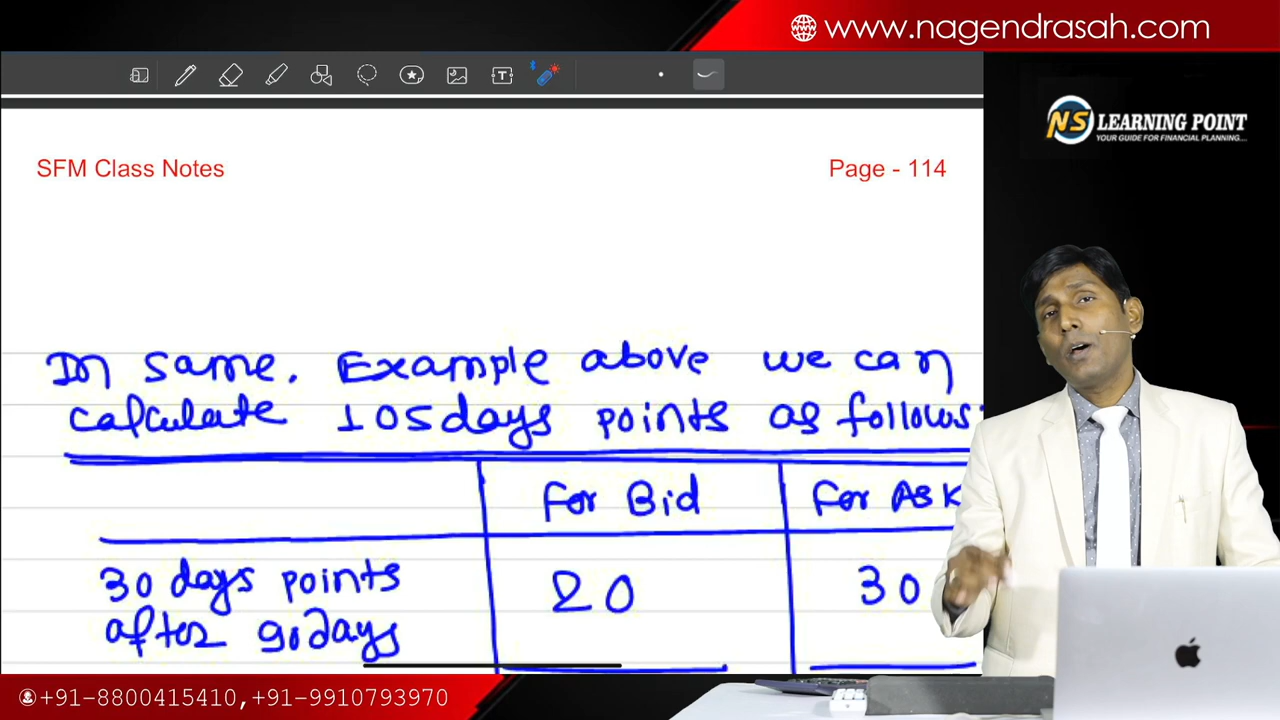 www.nagendrasah.com
NS LEARNING POINT
YOUR GUIDE FOR FINANCIAL PLANNING....
SFM Class Notes
Page - 114
In same. Example above we can
calculate 105days points as follows:
For Bid
For ASK
30 days points
after 90days
20
30
+91-8800415410,+91-9910793970